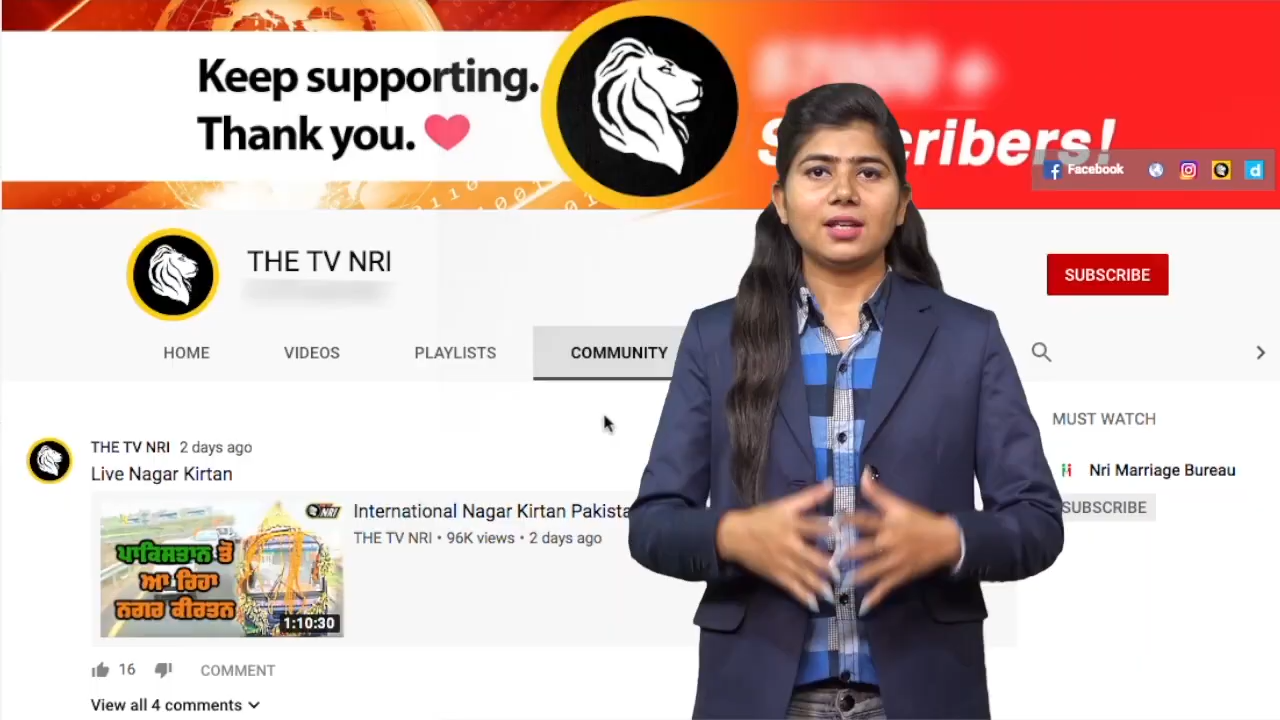 Keep supporting.
Thank you.
cribers!
Facebook
THE TV NRI
SUBSCRIBE
HOME
VIDEOS
PLAYLISTS
COMMUNITY
MUST WATCH
THE TV NRI 2 days ago
Live Nagar Kirtan
Nri Marriage Bureau
SUBSCRIBE
NRI
ਪਾਕਿਸਤਾਨ ਤੋਂ
ਆ ਰਿਹਾ
ਨਗਰ ਕੀਰਤਨ
1:10:30
International Nagar Kirtan Pakista
THE TV NRI • 96K views • 2 days ago
16
COMMENT
View all 4 comments